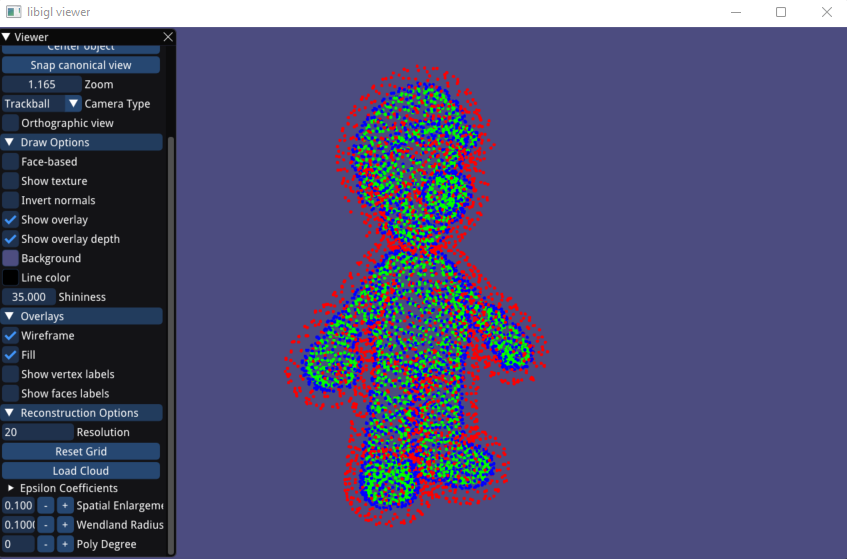 libigl viewer
Viewer
Center object
Snap canonical view
1.165 Zoom
Trackball Camera Type
Orthographic view
Draw Options
Face-based
Show texture
Invert normals
Show overlay
Show overlay depth
Background
Line color
35.000 Shininess
Overlays
Wireframe
Fill
Show vertex labels
Show faces labels
Reconstruction Options
20 Resolution
Reset Grid
Load Cloud
Epsilon Coefficients
0.100 - + Spatial Enlargeme
0.100 - + Wendland Radius
0 - + Poly Degree